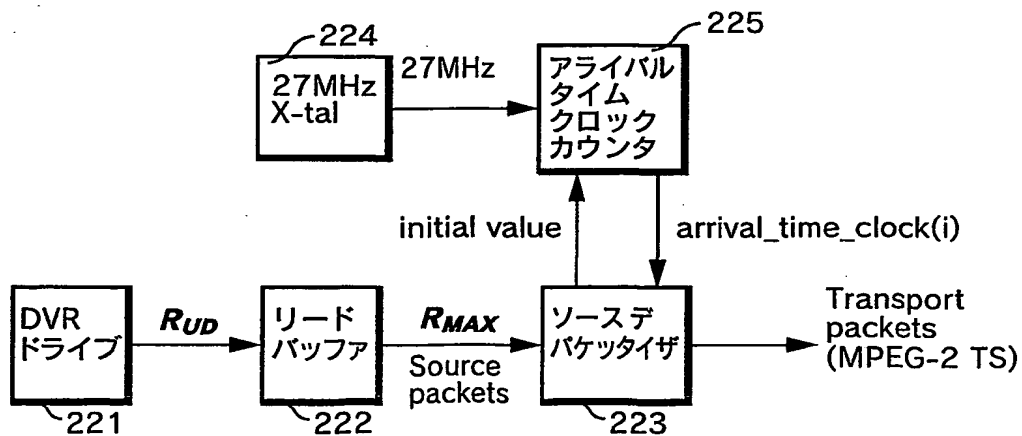 224
225
27MHz
X-tal
27MHz
アライバル
タイム
クロック
カウンタ
initial value
arrival_time_clock(i)
DVR
ドライブ
RUD
リード
バッファ
RMAX
Source
packets
ソースデ
パケッタイザ
Transport
packets
(MPEG-2 TS)
221
222
223